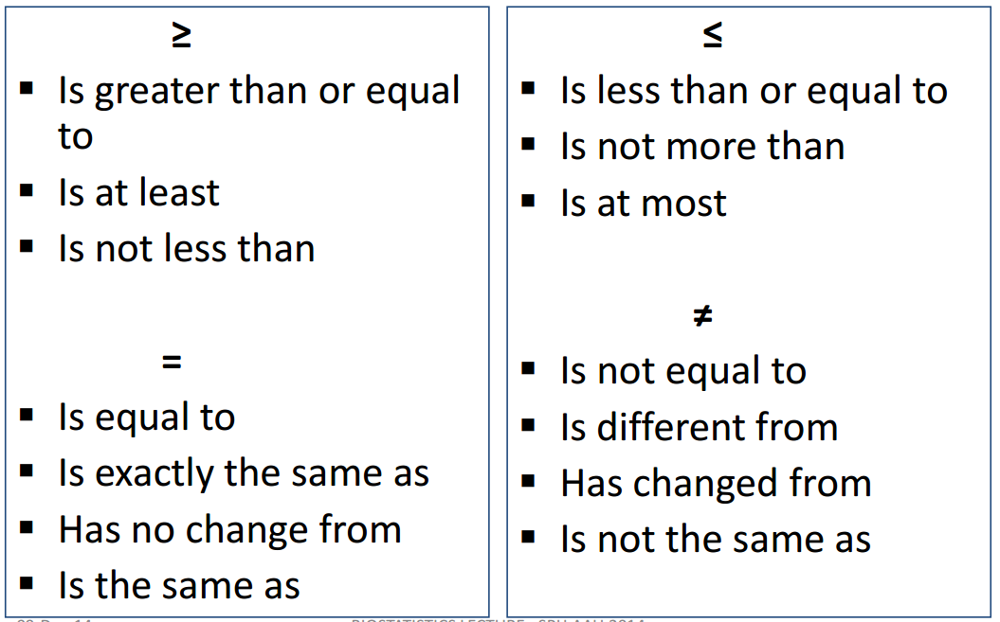 ≥
▪ Is greater than or equal
to
▪ Is at least
▪ Is not less than
=
▪ Is equal to
▪ Is exactly the same as
▪ Has no change from
▪ Is the same as
≤
▪ Is less than or equal to
▪ Is not more than
▪ Is at most
≠
▪ Is not equal to
▪ Is different from
▪ Has changed from
▪ Is not the same as